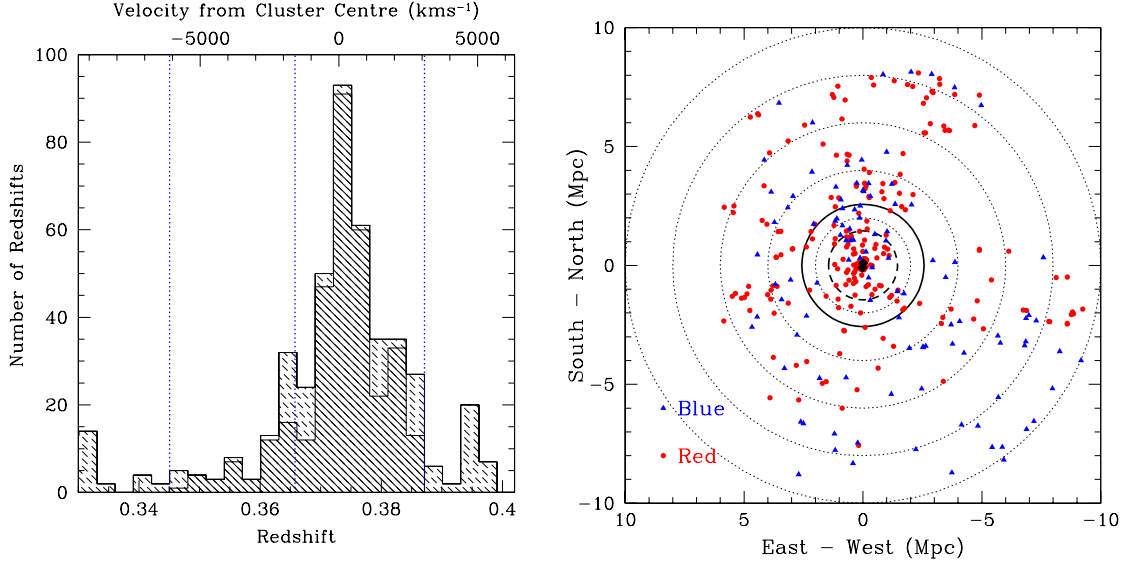 Velocity from Cluster Centre (kms⁻¹)
−5000 0 5000
100
80
60
40
20
0
Number of Redshifts
0.34 0.36 0.38 0.4
Redshift
10
5
0
−5
−10
South − North (Mpc)
Blue
Red
10 5 0 −5 −10
East − West (Mpc)